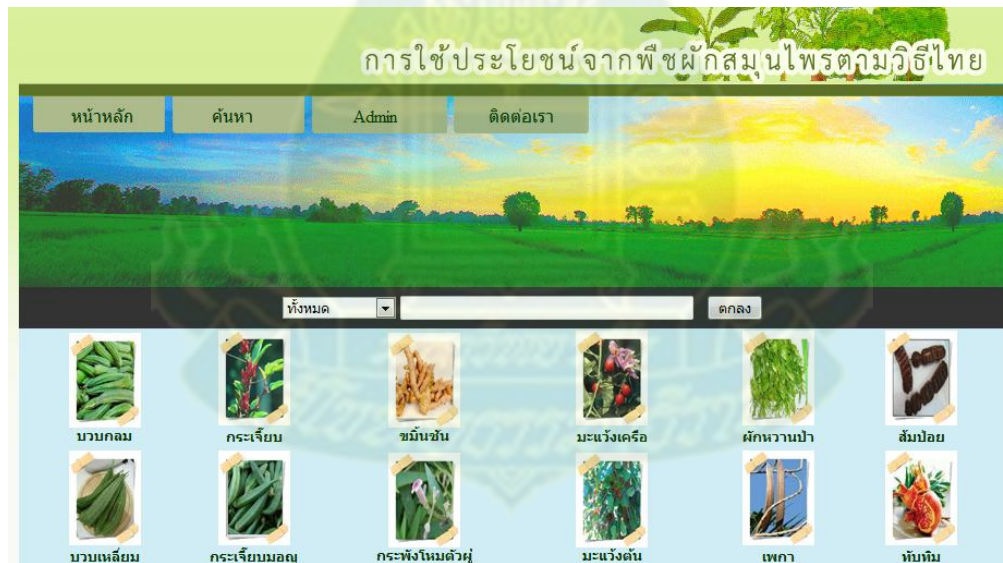 การใช้ประโยชน์จากพืชผักสมุนไพรตามวิธีไทย
หน้าหลัก ค้นหา Admin ติดต่อเรา
ทั้งหมด ตกลง
บวบกลม กระเจี๊ยบ ขมิ้นชัน มะแว้งเครือ ผักหวานป่า ส้มป่อย
บวบเหลี่ยม กระเจี๊ยบมอญ กระพังโหมตัวผู่ มะแว้งต้น เพกา ทับทิม